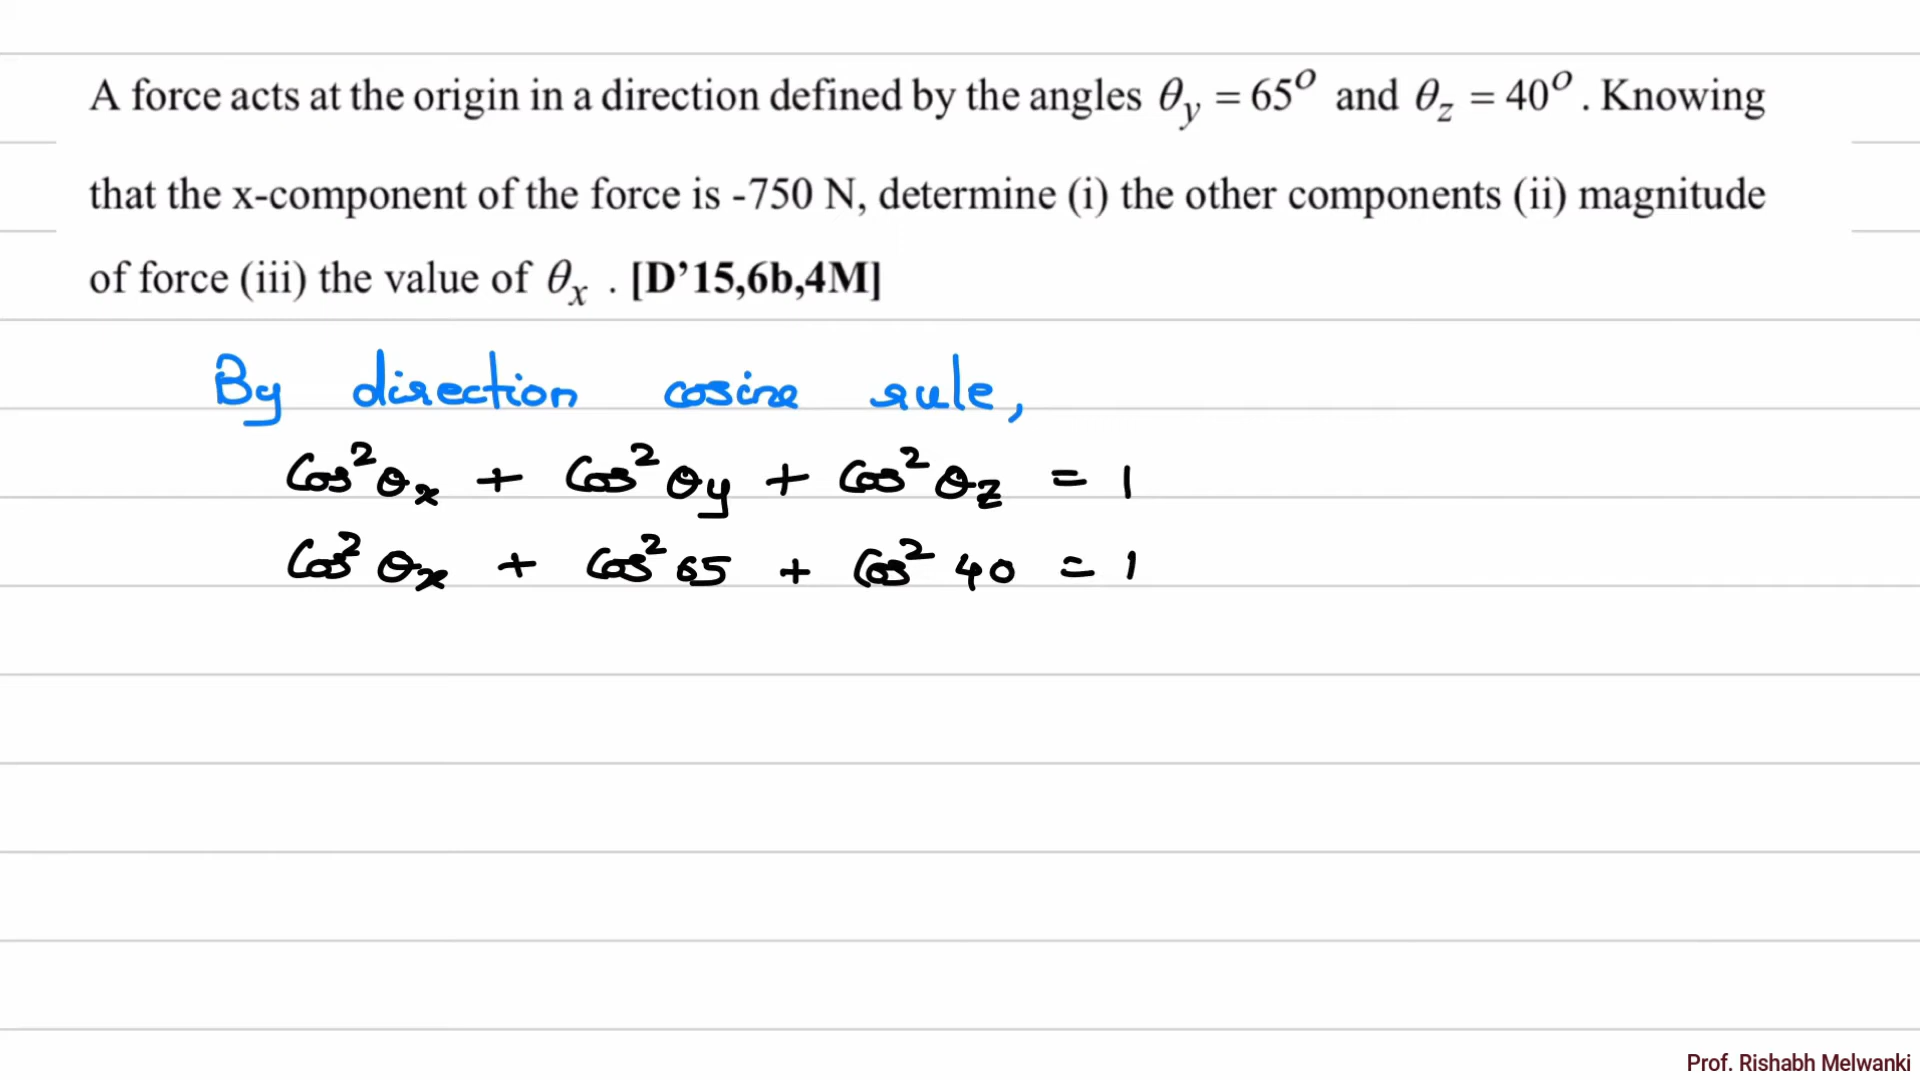 A force acts at the origin in a direction defined by the angles θy = 65° and θz = 40°. Knowing
that the x-component of the force is -750 N, determine (i) the other components (ii) magnitude
of force (iii) the value of θx . [D’15,6b,4M]
By direction cosine rule,
Cos²θx + Cos²θy + Cos²θz = 1
Cos²θx + Cos²65 + Cos²40 = 1
Prof. Rishabh Melwanki